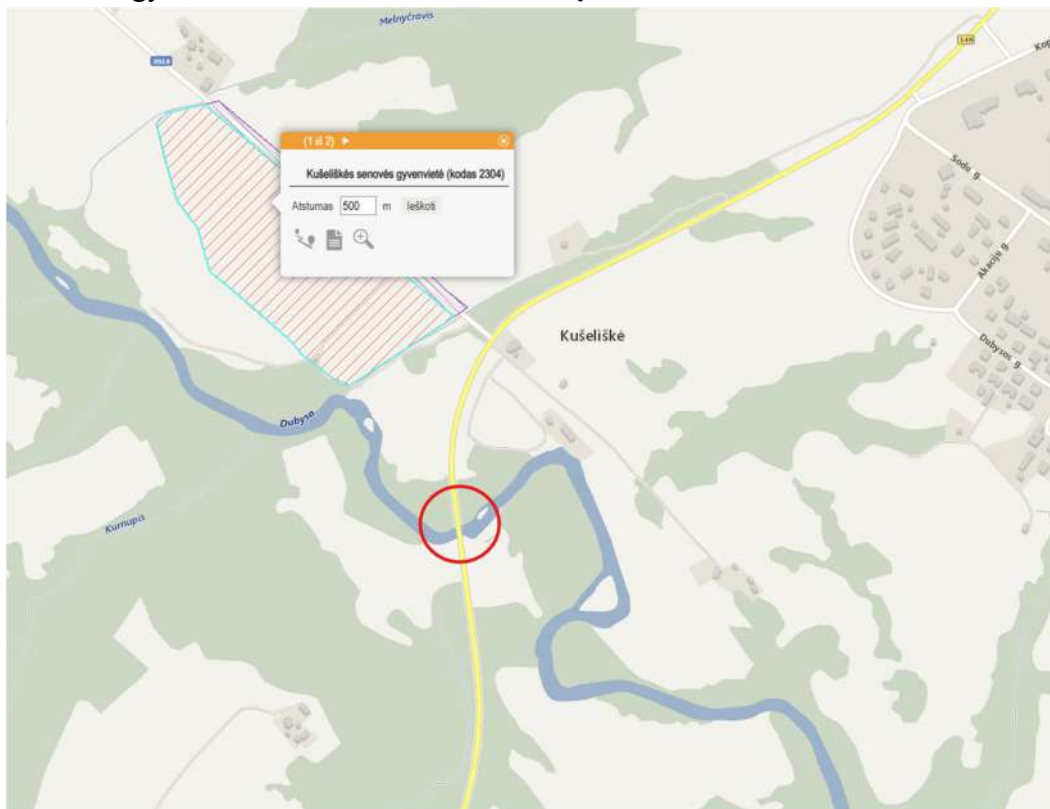 Melnyčravis
(1 iš 2)
Kušeliškės senovės gyvenvietė (kodas 2304)
Atstumas 500 m Ieškoti
Sodo g.
Akacijų g.
Kušeliškė
Dubysos g.
Dubysa
Kurnupis